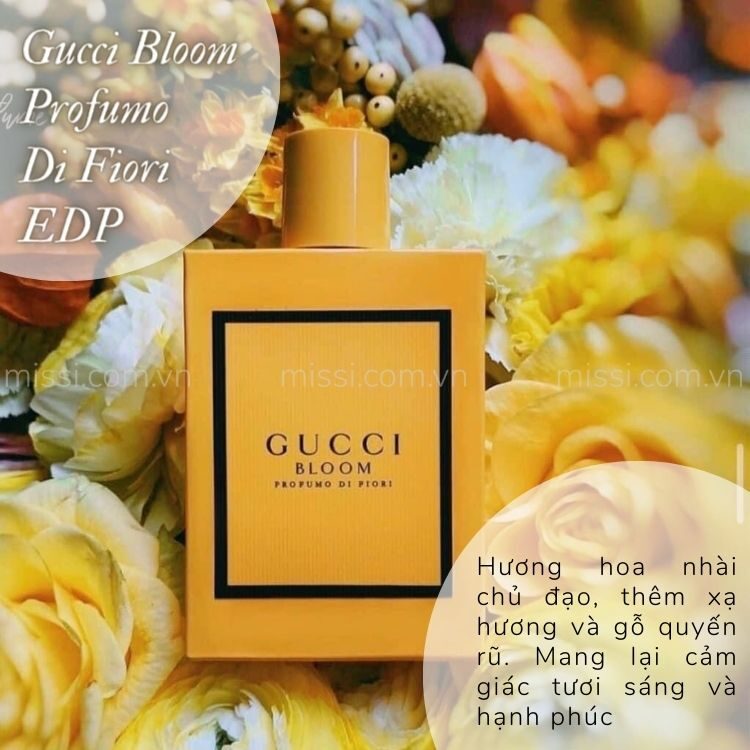 Gucci Bloom
Profumo
Di Fiori
EDP
missi.com.vn missi.com.vn missi.com.vn
GUCCI
BLOOM
PROFUMO DI FIORI
Hương hoa nhài
chủ đạo, thêm xạ
hương và gỗ quyến
rũ. Mang lại cảm
giác tươi sáng và
hạnh phúc